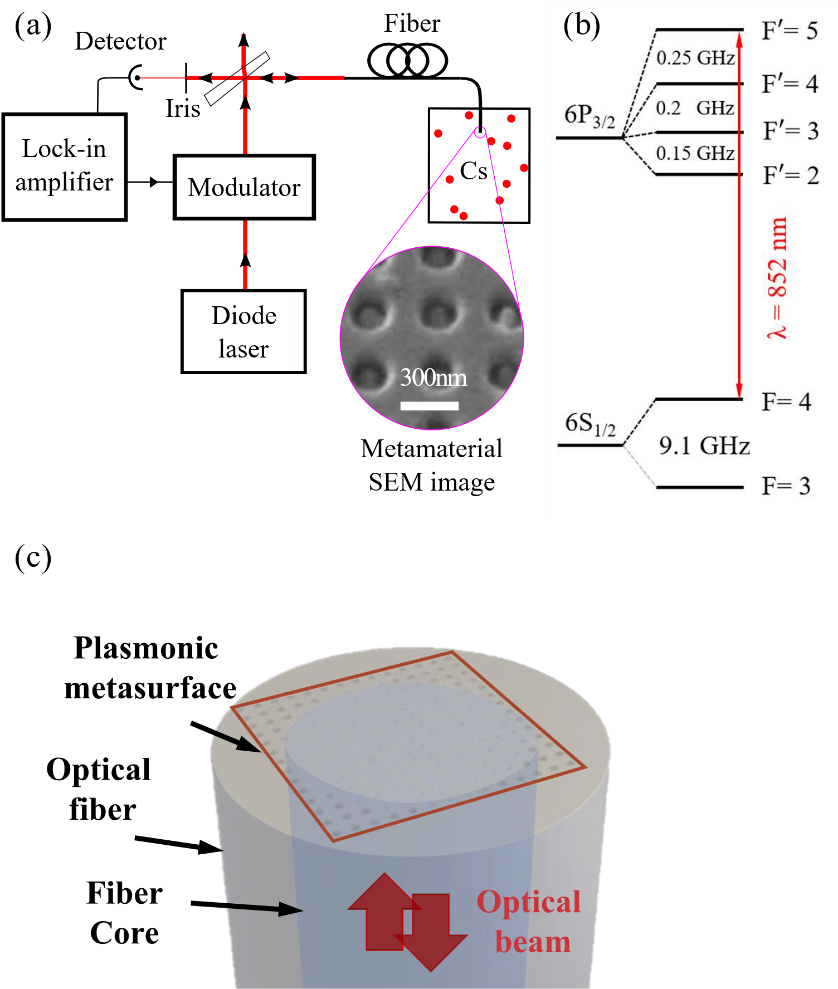 (a)
Fiber
Detector
Iris
Lock-in
amplifier
Modulator
Cs
Diode
laser
300nm
Metamaterial
SEM image
(b)
F′= 5
0.25 GHz
F′= 4
6P3/2
0.2 GHz
F′= 3
0.15 GHz
F′= 2
λ = 852 nm
F= 4
6S1/2
9.1 GHz
F= 3
(c)
Plasmonic
metasurface
Optical
fiber
Fiber
Core
Optical
beam